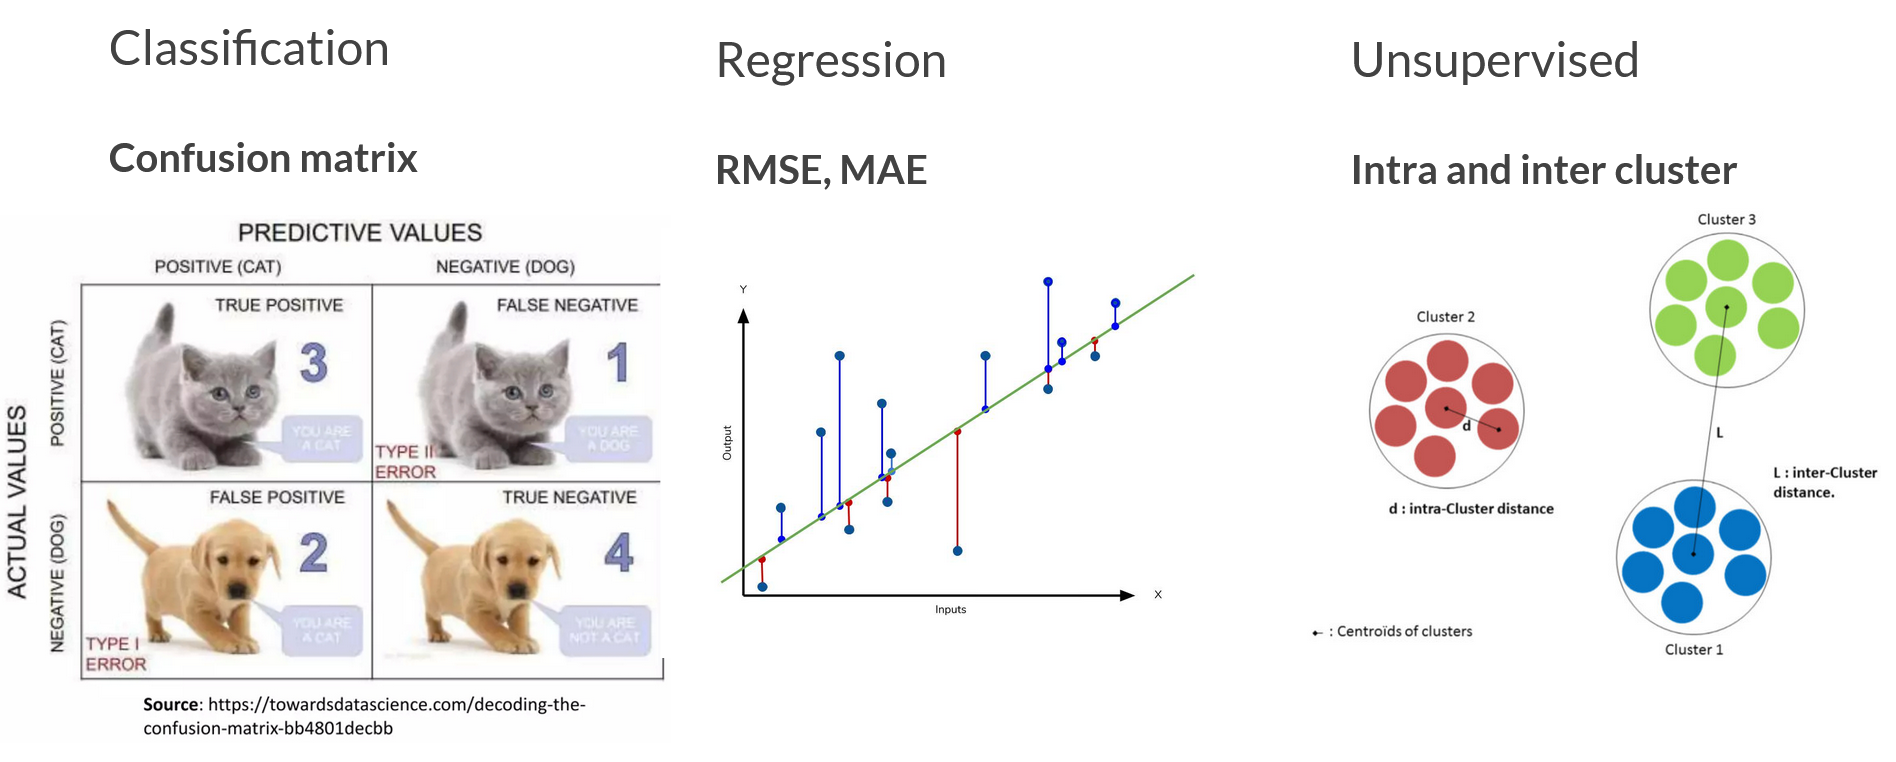 Classification
Confusion matrix
PREDICTIVE VALUES
POSITIVE (CAT)
NEGATIVE (DOG)
ACTUAL VALUES
POSITIVE (CAT)
NEGATIVE (DOG)
TRUE POSITIVE
3
YOU ARE
A CAT
FALSE NEGATIVE
1
YOU ARE
A DOG
TYPE II
ERROR
FALSE POSITIVE
2
YOU ARE
A CAT
TYPE I
ERROR
TRUE NEGATIVE
4
YOU ARE
NOT A CAT
Source: https://towardsdatascience.com/decoding-the-
confusion-matrix-bb4801decbb
Regression
RMSE, MAE
Y
Output
Inputs
X
Unsupervised
Intra and inter cluster
Cluster 3
Cluster 2
d
L
L : inter-Cluster
distance.
d : intra-Cluster distance
: Centroïds of clusters
Cluster 1